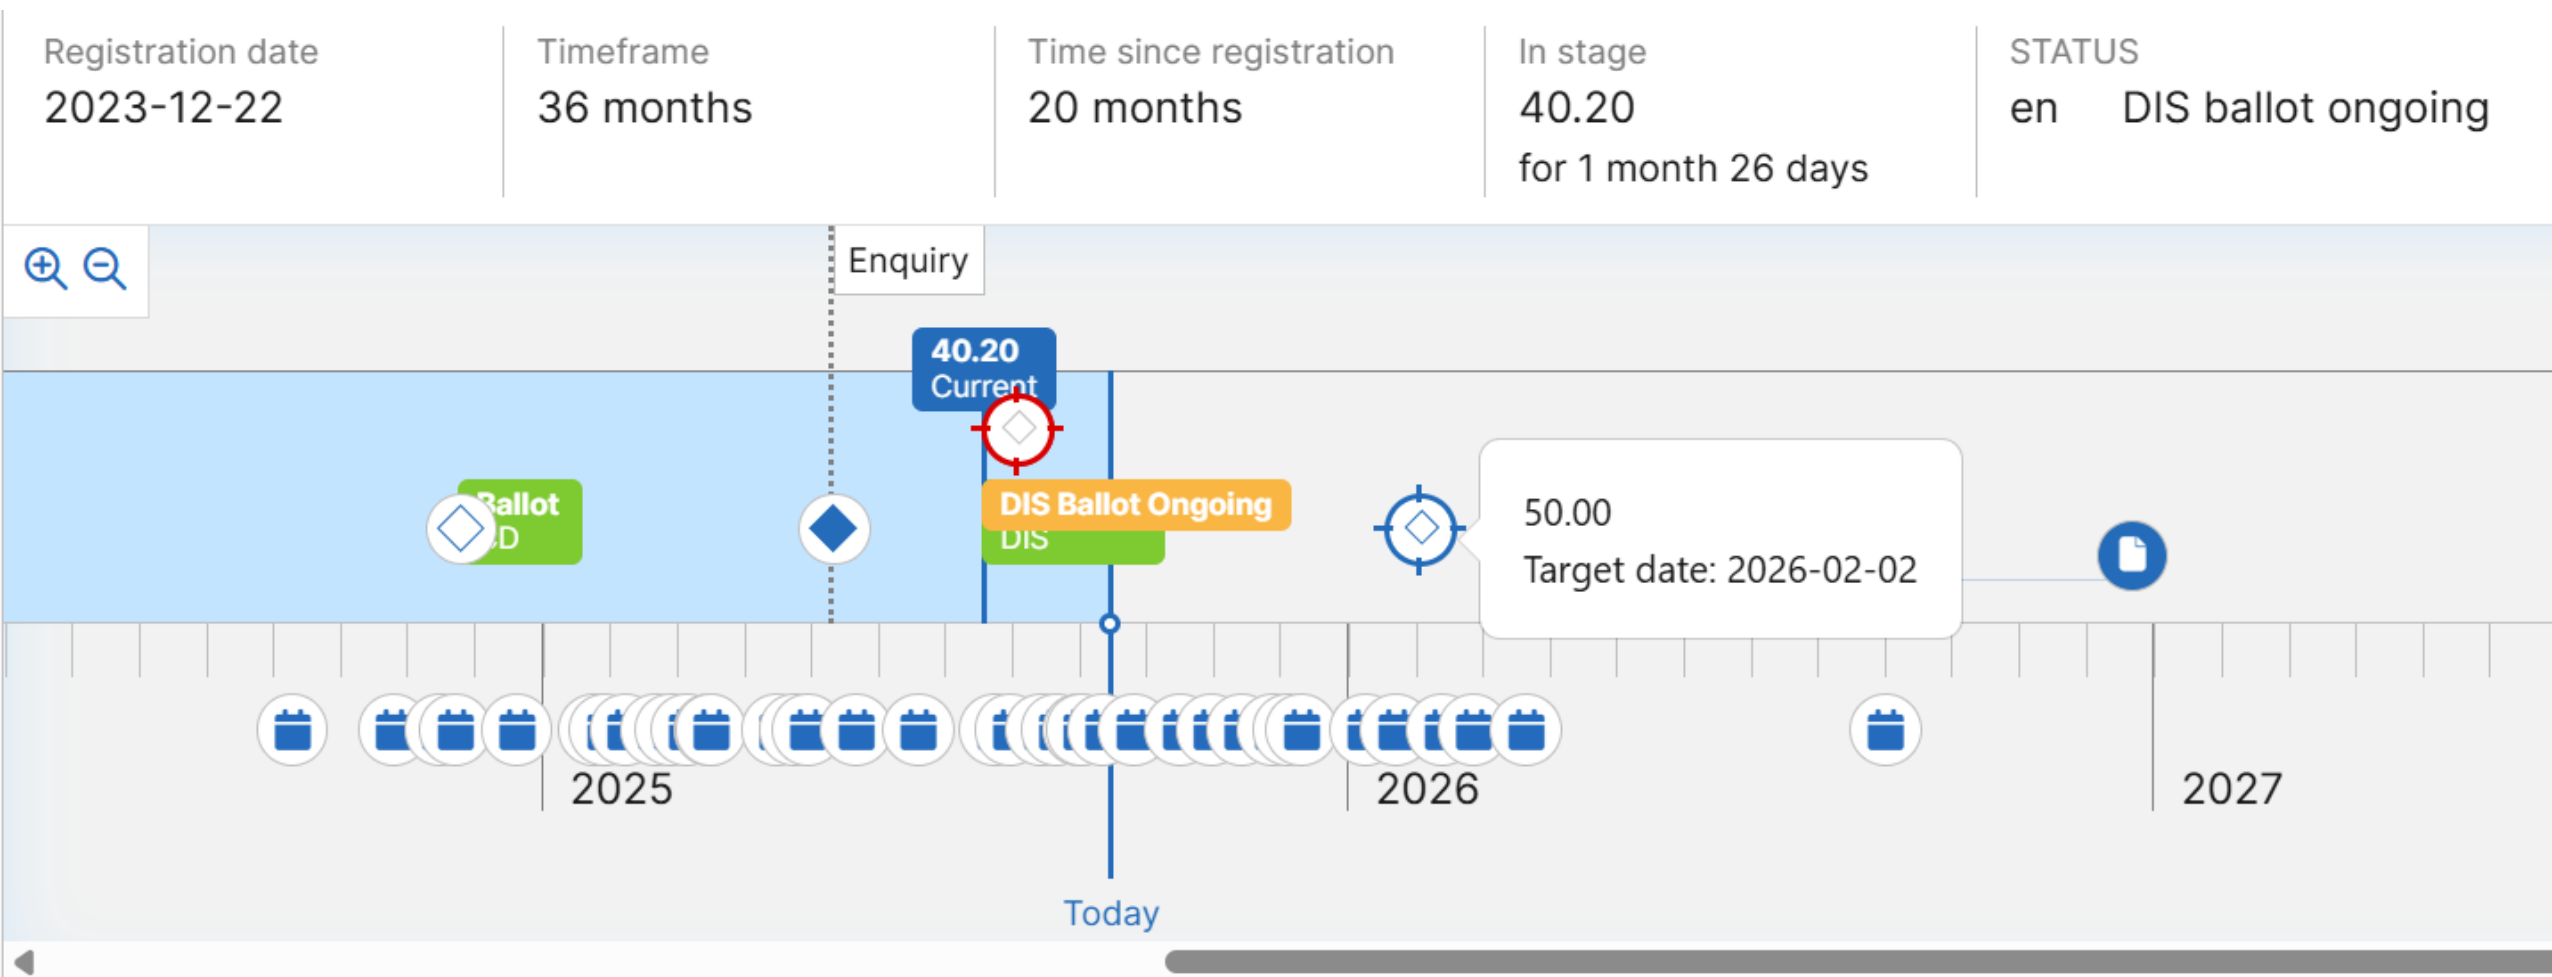 Registration date
2023-12-22
Timeframe
36 months
Time since registration
20 months
In stage
40.20
for 1 month 26 days
STATUS
en DIS ballot ongoing
Enquiry
40.20
Current
Ballot
CD
DIS Ballot Ongoing
DIS
50.00
Target date: 2026-02-02
2025
2026
2027
Today